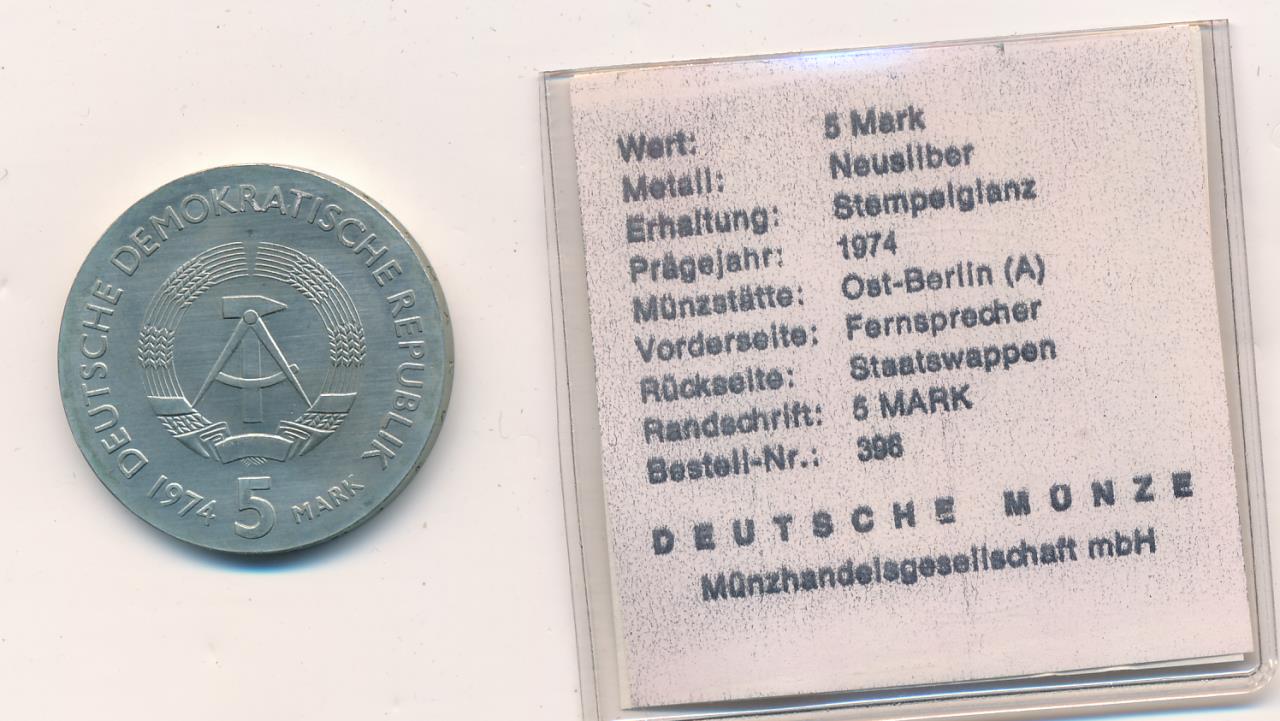 DEUTSCHE DEMOKRATISCHE REPUBLIK
1974 5 MARK
Wert: 5 Mark
Metall: Neusilber
Erhaltung: Stempelglanz
Prägejahr: 1974
Münzstätte: Ost-Berlin (A)
Vorderseite: Fernsprecher
Rückseite: Staatswappen
Randschrift: 5 MARK
Bestell-Nr.: 396
DEUTSCHE MÜNZE
Münzhandelsgesellschaft mbH